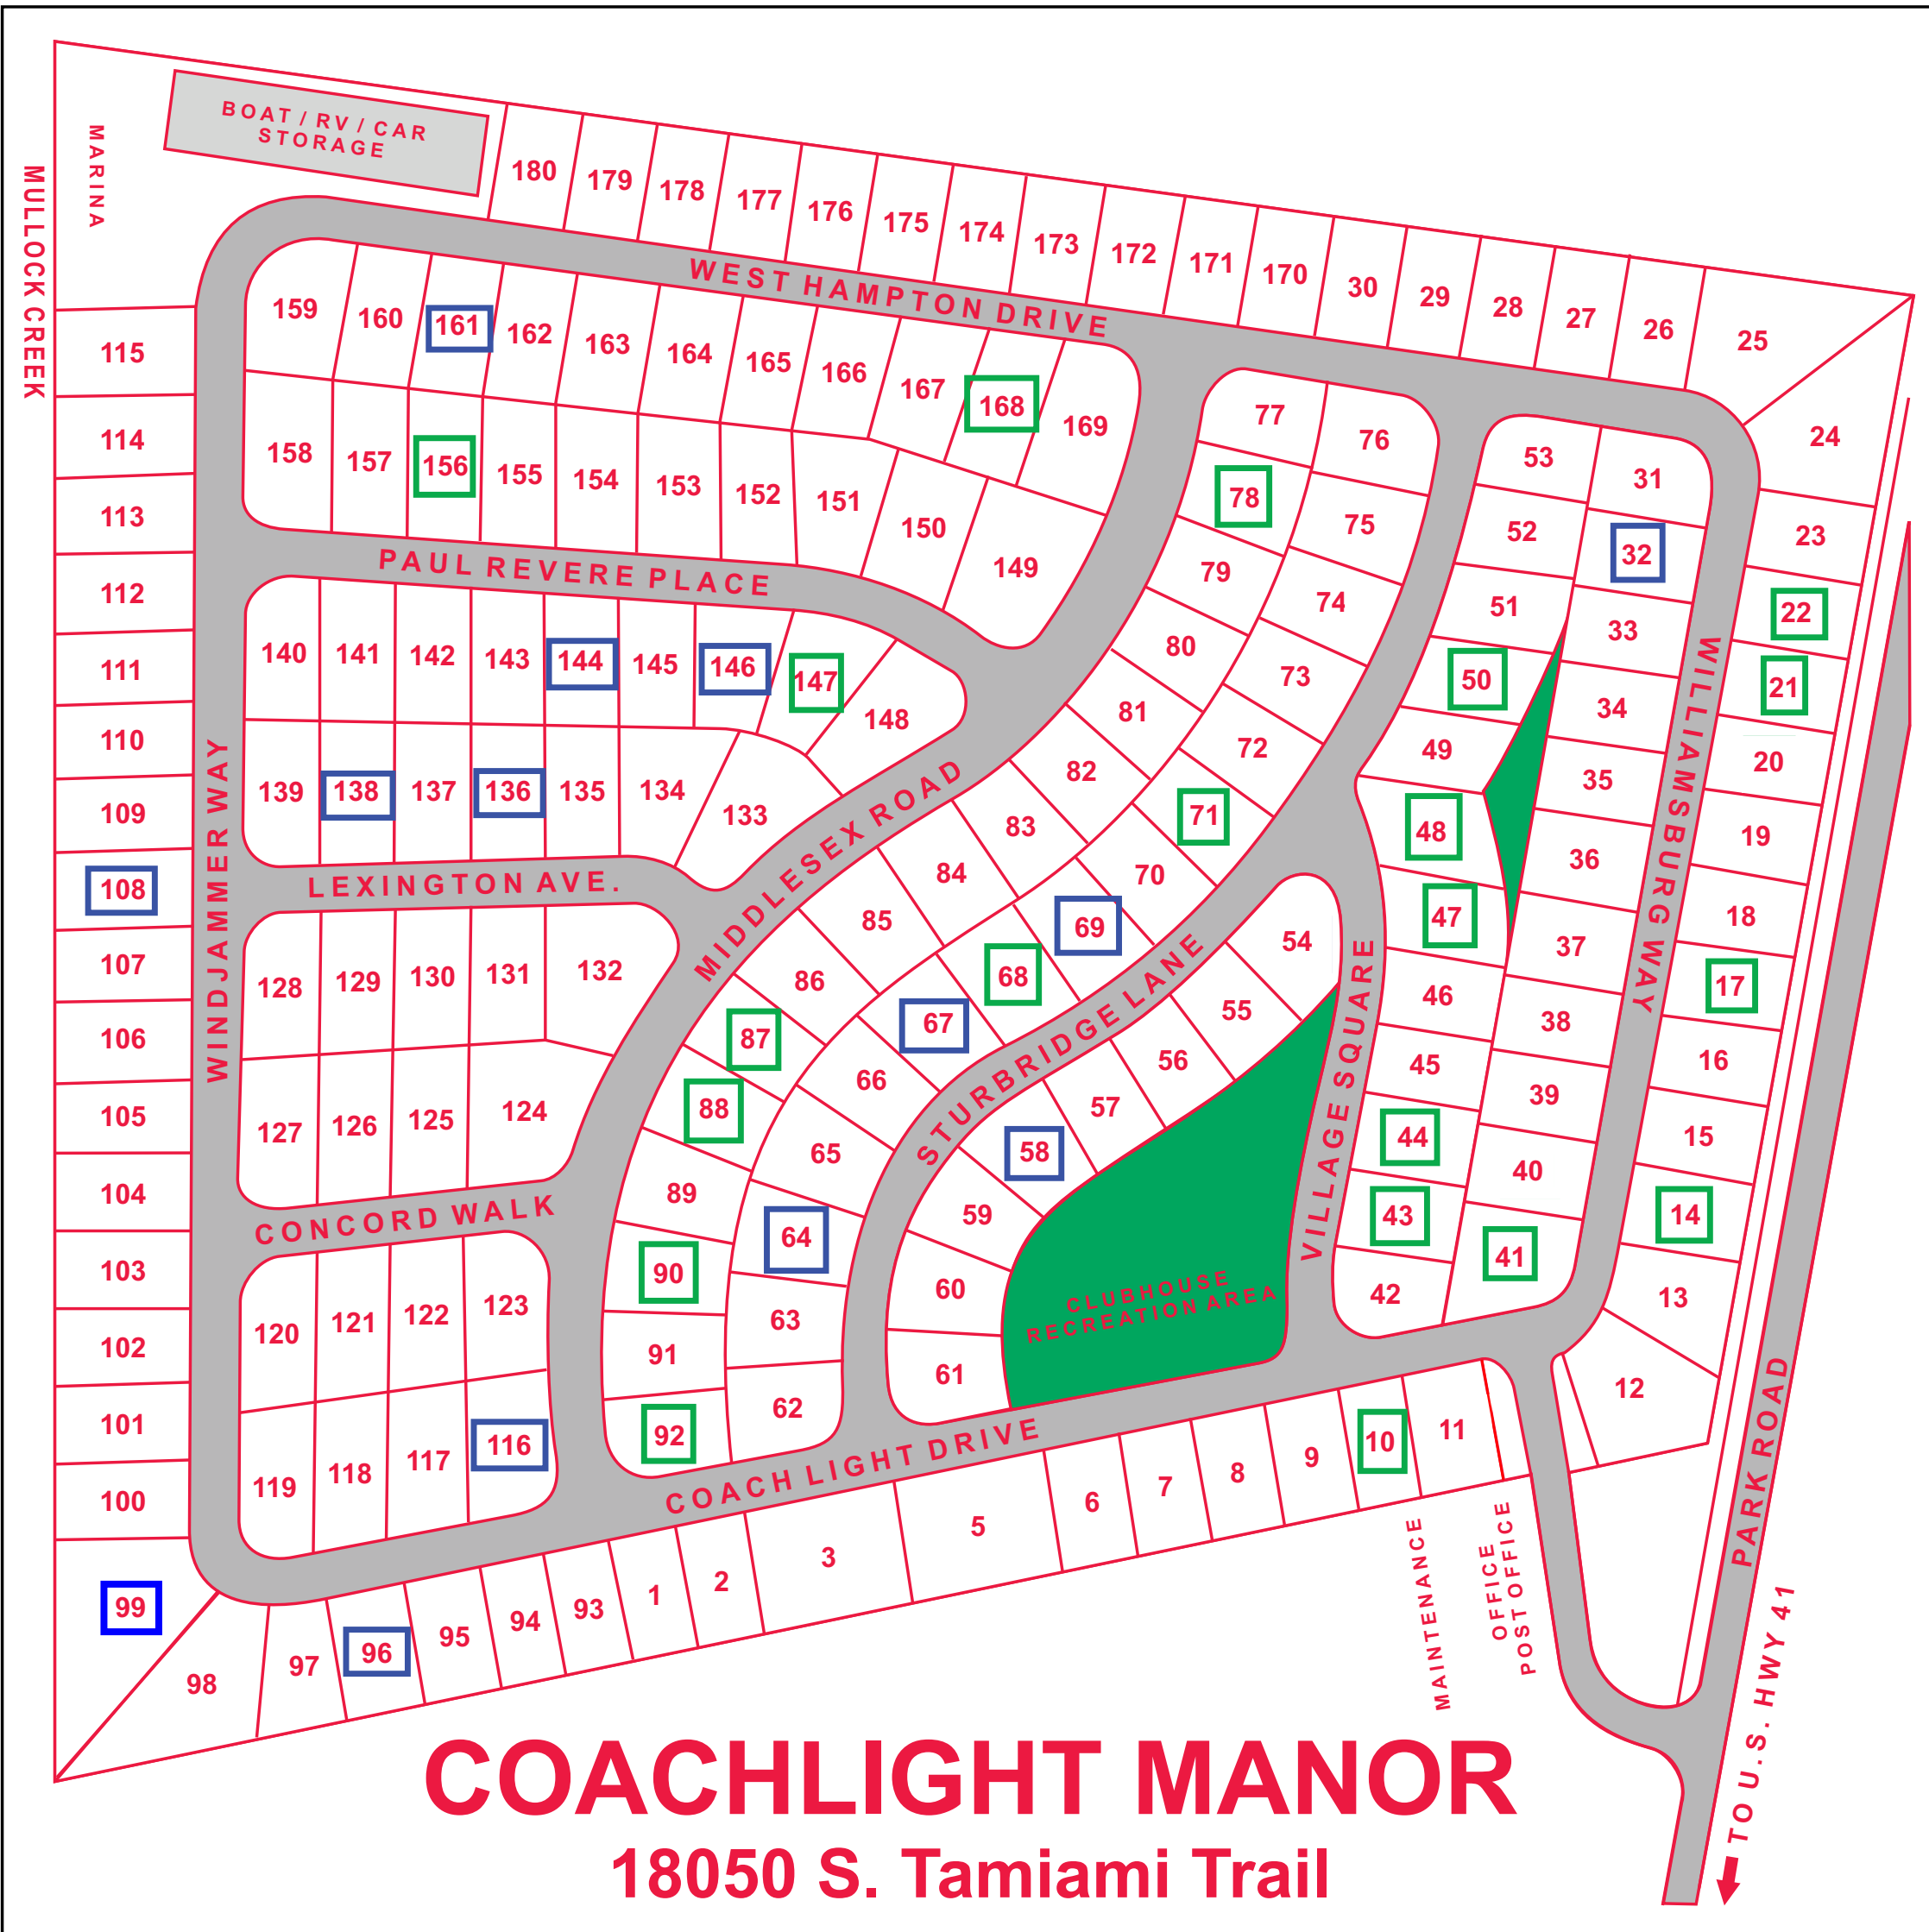 BOAT / RV / CAR
STORAGE
MARINA
MULLOCK CREEK
180 179 178 177 176 175 174 173 172 171 170 30 29 28 27 26 25
24
WEST HAMPTON DRIVE
159 160 161 162 163 164 165 166 167 168 169
158 157 156 155 154 153 152 151 150 149
PAUL REVERE PLACE
140 141 142 143 144 145 146 147 148
139 138 137 136 135 134 133
LEXINGTON AVE.
128 129 130 131 132
127 126 125 124
CONCORD WALK
120 121 122 123
119 118 117 116
WINDJAMMER WAY
115
114
113
112
111
110
109
108
107
106
105
104
103
102
101
100
99
98 97 96 95 94 93 1 2 3 5 6 7 8 9 10 11
MIDDLESEX ROAD
77 76
78 75
79 74
80 73
81 72
82 71
83 70
84 69
85 68
86 67
87 66
88 65
89 64
90 63
91 62
92
STURBRIDGE LANE
54
55
56
57
58
59
60
61
CLUBHOUSE
RECREATION AREA
VILLAGE SQUARE
53 31
52 32
51 33
50 34
49 35
48 36
47 37
46 38
45 39
44 40
43 41
42
WILLIAMSBURG WAY
23
22
21
20
19
18
17
16
15
14
13
12
COACH LIGHT DRIVE
MAINTENANCE
OFFICE
POST OFFICE
PARK ROAD
TO U.S. HWY 41
COACHLIGHT MANOR
18050 S. Tamiami Trail